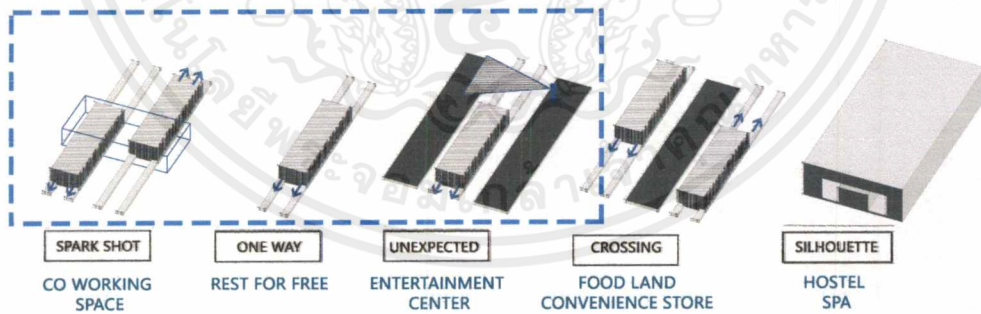 SPARK SHOT
ONE WAY
UNEXPECTED
CROSSING
SILHOUETTE
CO WORKING
SPACE
REST FOR FREE
ENTERTAINMENT
CENTER
FOOD LAND
CONVENIENCE STORE
HOSTEL
SPA